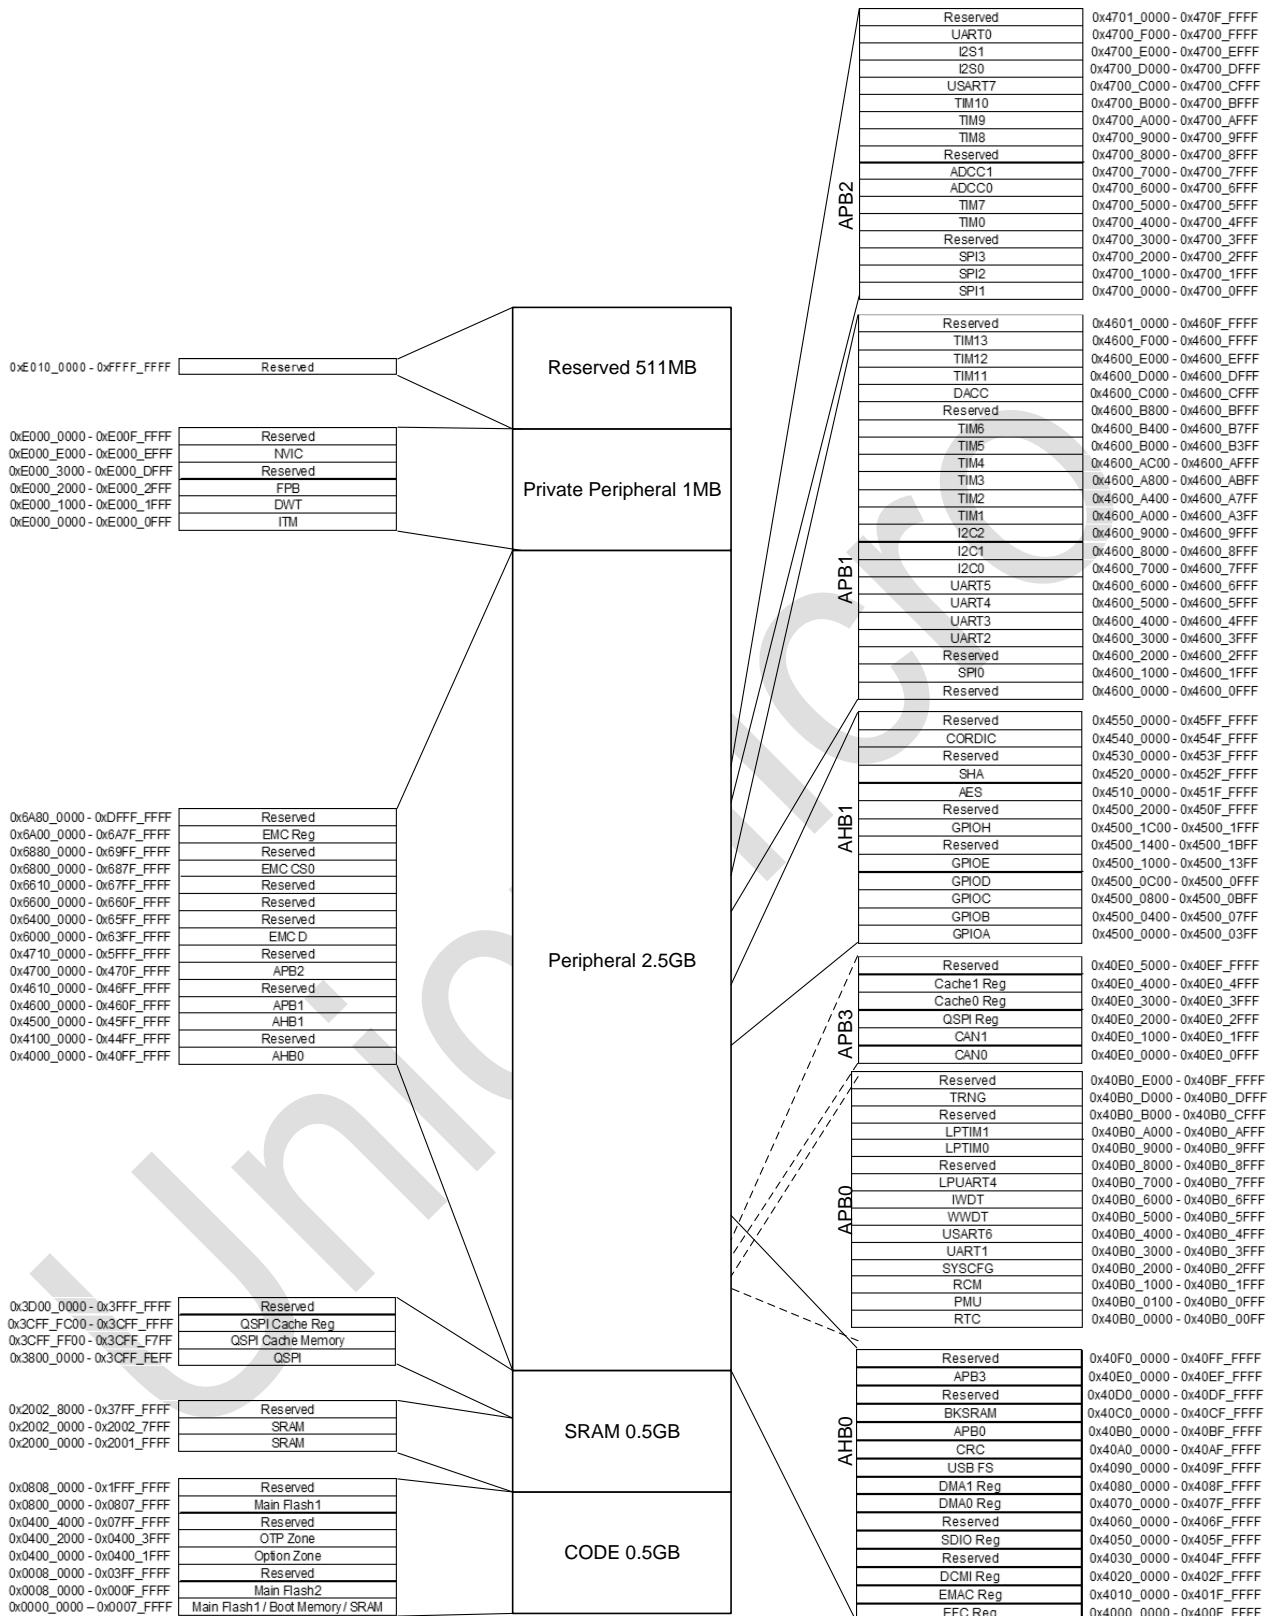 Reserved 0x4701_0000 - 0x470F_FFFF
UART0 0x4700_F000 - 0x4700_FFFF
I2S1 0x4700_E000 - 0x4700_EFFF
I2S0 0x4700_D000 - 0x4700_DFFF
USART7 0x4700_C000 - 0x4700_CFFF
TIM10 0x4700_B000 - 0x4700_BFFF
TIM9 0x4700_A000 - 0x4700_AFFF
TIM8 0x4700_9000 - 0x4700_9FFF
Reserved 0x4700_8000 - 0x4700_8FFF
ADCC1 0x4700_7000 - 0x4700_7FFF
ADCC0 0x4700_6000 - 0x4700_6FFF
TIM7 0x4700_5000 - 0x4700_5FFF
TIM0 0x4700_4000 - 0x4700_4FFF
Reserved 0x4700_3000 - 0x4700_3FFF
SPI3 0x4700_2000 - 0x4700_2FFF
SPI2 0x4700_1000 - 0x4700_1FFF
SPI1 0x4700_0000 - 0x4700_0FFF
APB2
Reserved 0x4601_0000 - 0x460F_FFFF
TIM13 0x4600_F000 - 0x4600_FFFF
TIM12 0x4600_E000 - 0x4600_EFFF
TIM11 0x4600_D000 - 0x4600_DFFF
DACC 0x4600_C000 - 0x4600_CFFF
Reserved 0x4600_B800 - 0x4600_BFFF
TIM6 0x4600_B400 - 0x4600_B7FF
TIM5 0x4600_B000 - 0x4600_B3FF
TIM4 0x4600_AC00 - 0x4600_AFFF
TIM3 0x4600_A800 - 0x4600_ABFF
TIM2 0x4600_A400 - 0x4600_A7FF
TIM1 0x4600_A000 - 0x4600_A3FF
I2C2 0x4600_9000 - 0x4600_9FFF
I2C1 0x4600_8000 - 0x4600_8FFF
I2C0 0x4600_7000 - 0x4600_7FFF
UART5 0x4600_6000 - 0x4600_6FFF
UART4 0x4600_5000 - 0x4600_5FFF
UART3 0x4600_4000 - 0x4600_4FFF
UART2 0x4600_3000 - 0x4600_3FFF
Reserved 0x4600_2000 - 0x4600_2FFF
SPI0 0x4600_1000 - 0x4600_1FFF
Reserved 0x4600_0000 - 0x4600_0FFF
APB1
Reserved 0x4550_0000 - 0x45FF_FFFF
CORDIC 0x4540_0000 - 0x454F_FFFF
Reserved 0x4530_0000 - 0x453F_FFFF
SHA 0x4520_0000 - 0x452F_FFFF
AES 0x4510_0000 - 0x451F_FFFF
Reserved 0x4500_2000 - 0x450F_FFFF
GPIOH 0x4500_1C00 - 0x4500_1FFF
Reserved 0x4500_1400 - 0x4500_1BFF
GPIOE 0x4500_1000 - 0x4500_13FF
GPIOD 0x4500_0C00 - 0x4500_0FFF
GPIOC 0x4500_0800 - 0x4500_0BFF
GPIOB 0x4500_0400 - 0x4500_07FF
GPIOA 0x4500_0000 - 0x4500_03FF
AHB1
Reserved 0x40E0_5000 - 0x40EF_FFFF
Cache1 Reg 0x40E0_4000 - 0x40E0_4FFF
Cache0 Reg 0x40E0_3000 - 0x40E0_3FFF
QSPI Reg 0x40E0_2000 - 0x40E0_2FFF
CAN1 0x40E0_1000 - 0x40E0_1FFF
CAN0 0x40E0_0000 - 0x40E0_0FFF
APB3
Reserved 0x40B0_E000 - 0x40BF_FFFF
TRNG 0x40B0_D000 - 0x40B0_DFFF
Reserved 0x40B0_B000 - 0x40B0_CFFF
LPTIM1 0x40B0_A000 - 0x40B0_AFFF
LPTIM0 0x40B0_9000 - 0x40B0_9FFF
Reserved 0x40B0_8000 - 0x40B0_8FFF
LPUART4 0x40B0_7000 - 0x40B0_7FFF
IWDT 0x40B0_6000 - 0x40B0_6FFF
WWDT 0x40B0_5000 - 0x40B0_5FFF
USART6 0x40B0_4000 - 0x40B0_4FFF
UART1 0x40B0_3000 - 0x40B0_3FFF
SYSCFG 0x40B0_2000 - 0x40B0_2FFF
RCM 0x40B0_1000 - 0x40B0_1FFF
PMU 0x40B0_0100 - 0x40B0_0FFF
RTC 0x40B0_0000 - 0x40B0_00FF
APB0
Reserved 0x40F0_0000 - 0x40FF_FFFF
APB3 0x40E0_0000 - 0x40EF_FFFF
Reserved 0x40D0_0000 - 0x40DF_FFFF
BKSRAM 0x40C0_0000 - 0x40CF_FFFF
APB0 0x40B0_0000 - 0x40BF_FFFF
CRC 0x40A0_0000 - 0x40AF_FFFF
USB FS 0x4090_0000 - 0x409F_FFFF
DMA1 Reg 0x4080_0000 - 0x408F_FFFF
DMA0 Reg 0x4070_0000 - 0x407F_FFFF
Reserved 0x4060_0000 - 0x406F_FFFF
SDIO Reg 0x4050_0000 - 0x405F_FFFF
Reserved 0x4030_0000 - 0x404F_FFFF
DCMI Reg 0x4020_0000 - 0x402F_FFFF
EMAC Reg 0x4010_0000 - 0x401F_FFFF
EFC Reg 0x4000_0000 - 0x400F_FFFF
AHB0
Reserved 511MB
Private Peripheral 1MB
Peripheral 2.5GB
SRAM 0.5GB
CODE 0.5GB
0xE010_0000 - 0xFFFF_FFFF Reserved
0xE000_0000 - 0xE00F_FFFF Reserved
0xE000_E000 - 0xE000_EFFF NVIC
0xE000_3000 - 0xE000_DFFF Reserved
0xE000_2000 - 0xE000_2FFF FPB
0xE000_1000 - 0xE000_1FFF DWT
0xE000_0000 - 0xE000_0FFF ITM
0x6A80_0000 - 0xDFFF_FFFF Reserved
0x6A00_0000 - 0x6A7F_FFFF EMC Reg
0x6880_0000 - 0x69FF_FFFF Reserved
0x6800_0000 - 0x687F_FFFF EMC CS0
0x6610_0000 - 0x67FF_FFFF Reserved
0x6600_0000 - 0x660F_FFFF Reserved
0x6400_0000 - 0x65FF_FFFF Reserved
0x6000_0000 - 0x63FF_FFFF EMC D
0x4710_0000 - 0x5FFF_FFFF Reserved
0x4700_0000 - 0x470F_FFFF APB2
0x4610_0000 - 0x46FF_FFFF Reserved
0x4600_0000 - 0x460F_FFFF APB1
0x4500_0000 - 0x45FF_FFFF AHB1
0x4100_0000 - 0x44FF_FFFF Reserved
0x4000_0000 - 0x40FF_FFFF AHB0
0x3D00_0000 - 0x3FFF_FFFF Reserved
0x3CFF_FC00 - 0x3CFF_FFFF QSPI Cache Reg
0x3CFF_FF00 - 0x3CFF_F7FF QSPI Cache Memory
0x3800_0000 - 0x3CFF_FEFF QSPI
0x2002_8000 - 0x37FF_FFFF Reserved
0x2002_0000 - 0x2002_7FFF SRAM
0x2000_0000 - 0x2001_FFFF SRAM
0x0808_0000 - 0x1FFF_FFFF Reserved
0x0800_0000 - 0x0807_FFFF Main Flash1
0x0400_4000 - 0x07FF_FFFF Reserved
0x0400_2000 - 0x0400_3FFF OTP Zone
0x0400_0000 - 0x0400_1FFF Option Zone
0x0008_0000 - 0x03FF_FFFF Reserved
0x0008_0000 - 0x000F_FFFF Main Flash2
0x0000_0000 – 0x0007_FFFF Main Flash1 / Boot Memory / SRAM